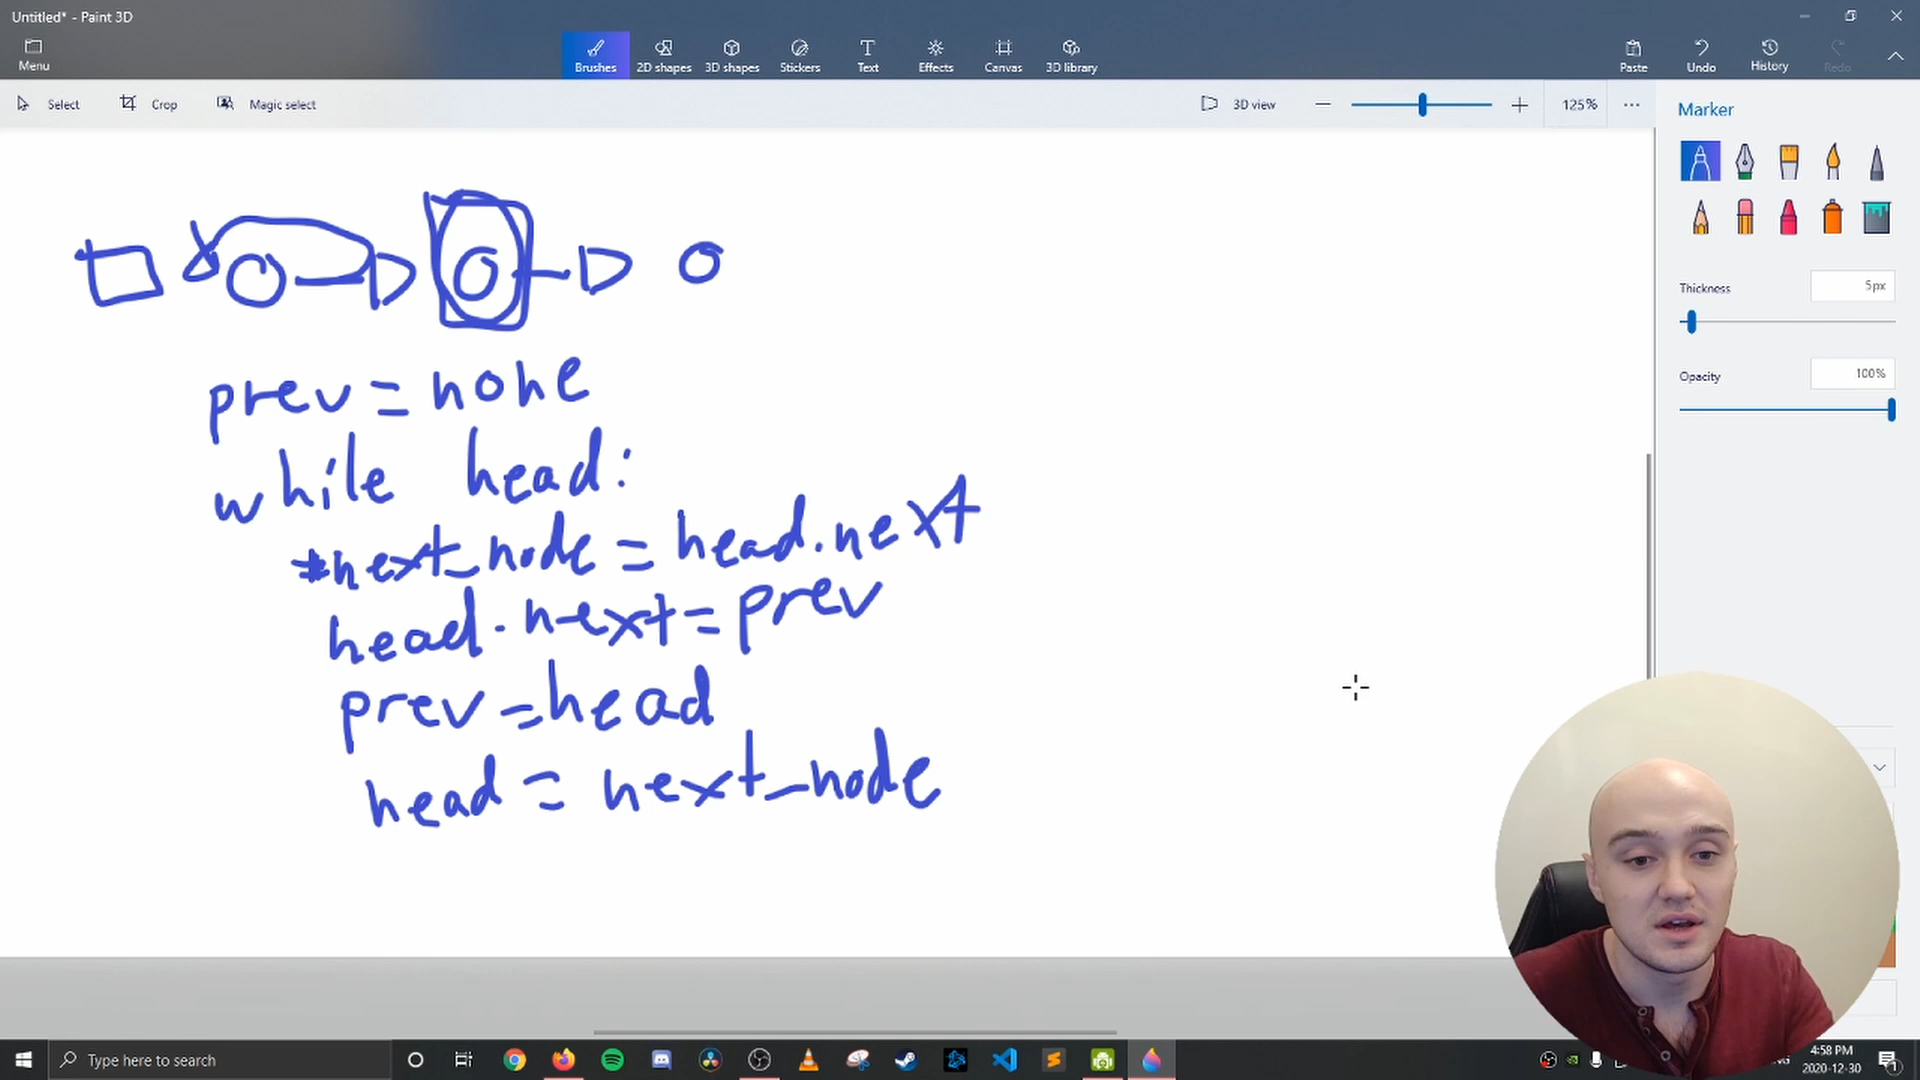 Untitled* - Paint 3D
Menu
Brushes
2D shapes
3D shapes
Stickers
Text
Effects
Canvas
3D library
Paste
Undo
History
Redo
Select
Crop
Magic select
3D view
125%
Marker
Thickness
5px
Opacity
100%
prev = none
while head:
*next_node = head.next
head.next = prev
prev = head
head = next_node
Type here to search
4:58 PM
2020-12-30
1